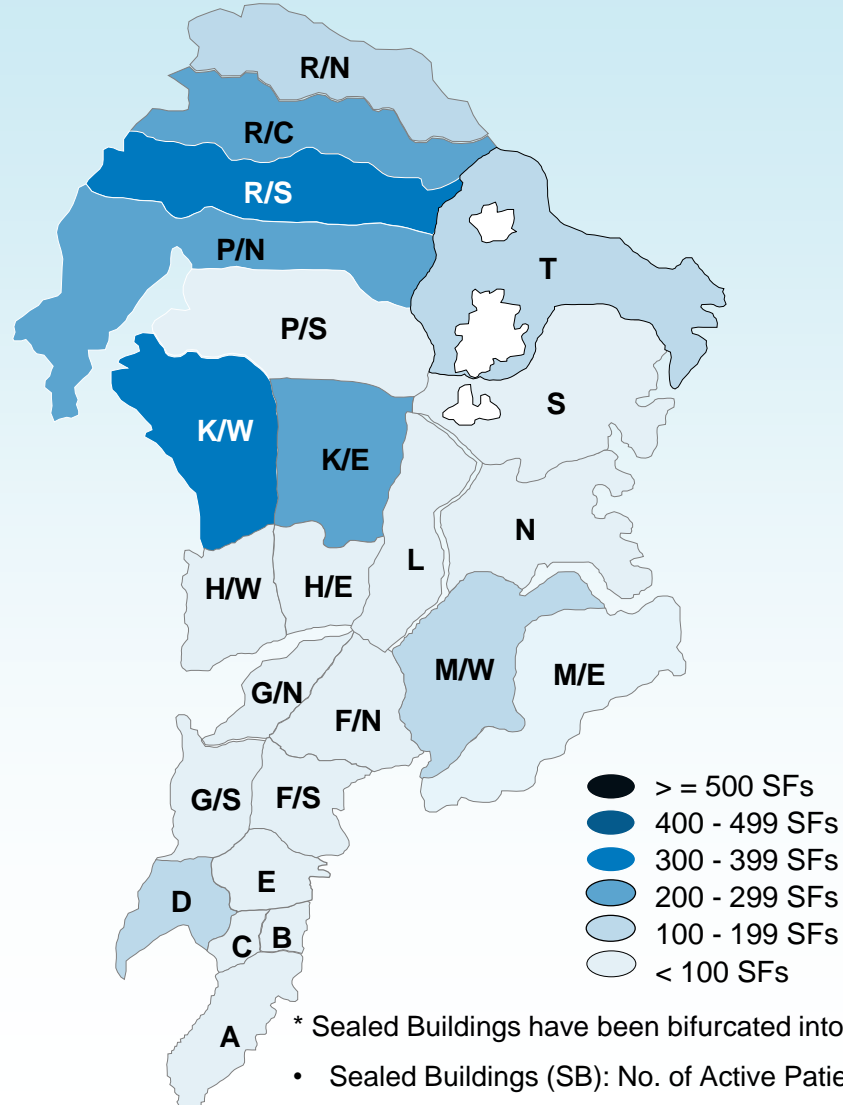 R/N
R/C
R/S
P/N
T
P/S
S
K/W
K/E
N
L
H/W
H/E
M/W
M/E
G/N
F/N
G/S
F/S
E
D
B
C
A
> = 500 SFs
400 - 499 SFs
300 - 399 SFs
200 - 299 SFs
100 - 199 SFs
< 100 SFs
* Sealed Buildings have been bifurcated into
• Sealed Buildings (SB): No. of Active Patie